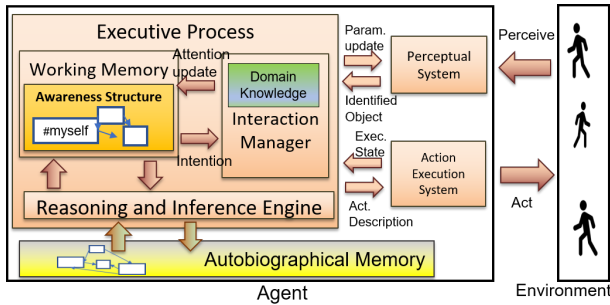 Executive Process
Working Memory
Awareness Structure
#myself
Attention
update
Intention
Domain
Knowledge
Interaction
Manager
Param.
update
Identified
Object
Exec.
State
Act.
Description
Perceptual
System
Action
Execution
System
Perceive
Act
Reasoning and Inference Engine
Autobiographical Memory
Agent
Environment